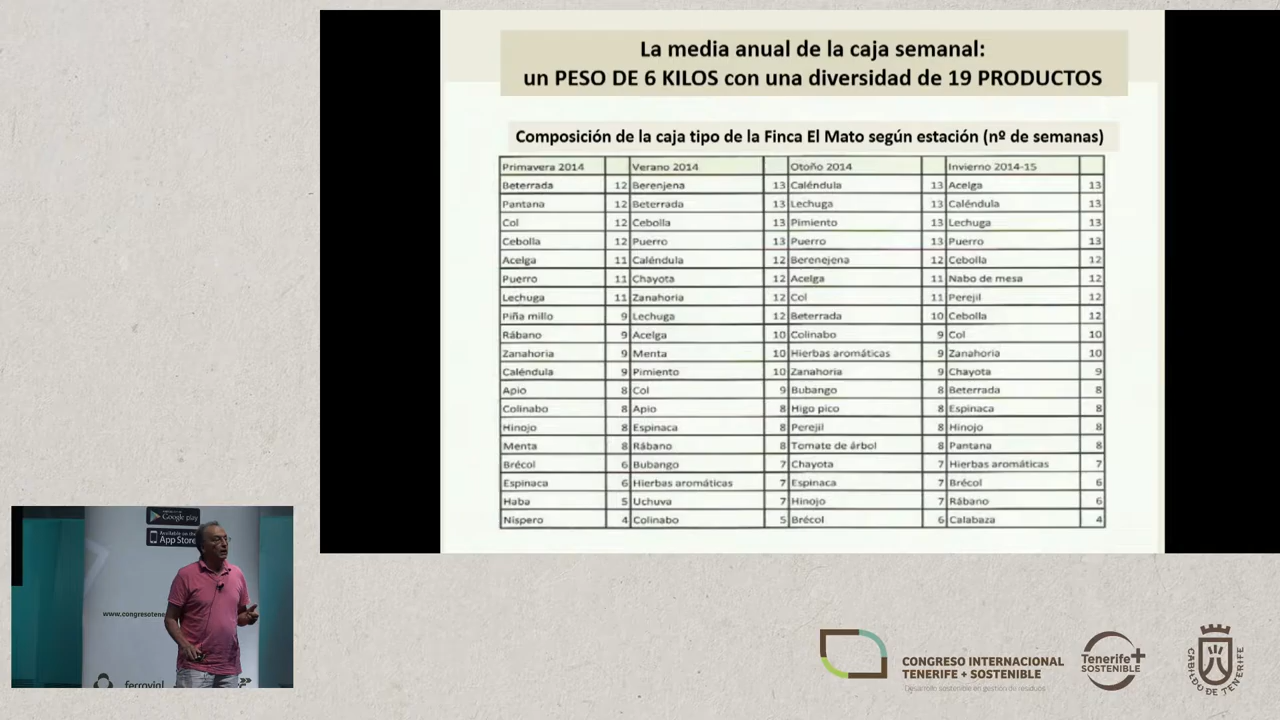 La media anual de la caja semanal:
un PESO DE 6 KILOS con una diversidad de 19 PRODUCTOS
Composición de la caja tipo de la Finca El Mato según estación (nº de semanas)
Primavera 2014 Verano 2014 Otoño 2014 Invierno 2014-15
Beterrada 12 Berenjena 13 Caléndula 13 Acelga 13
Pantana 12 Beterrada 13 Lechuga 13 Caléndula 13
Col 12 Cebolla 13 Pimiento 13 Lechuga 13
Cebolla 12 Puerro 13 Puerro 13 Puerro 13
Acelga 11 Caléndula 12 Berenejena 12 Cebolla 12
Puerro 11 Chayota 12 Acelga 11 Nabo de mesa 12
Lechuga 11 Zanahoria 12 Col 11 Perejil 12
Piña millo 9 Lechuga 12 Beterrada 10 Cebolla 12
Rábano 9 Acelga 10 Colinabo 9 Col 10
Zanahoria 9 Menta 10 Hierbas aromáticas 9 Zanahoria 10
Caléndula 9 Pimiento 10 Zanahoria 9 Chayota 9
Apio 8 Col 9 Bubango 8 Beterrada 8
Colinabo 8 Apio 8 Higo pico 8 Espinaca 8
Hinojo 8 Espinaca 8 Perejil 8 Hinojo 8
Menta 8 Rábano 8 Tomate de árbol 8 Pantana 8
Brécol 6 Bubango 7 Chayota 7 Hierbas aromáticas 7
Espinaca 6 Hierbas aromáticas 7 Espinaca 7 Brécol 6
Haba 5 Uchuva 7 Hinojo 7 Rábano 6
Níspero 4 Colinabo 5 Brécol 6 Calabaza 4
Google play
App Store
www.congresotene
ferrovial
CONGRESO INTERNACIONAL
TENERIFE + SOSTENIBLE
Desarrollo sostenible en gestión de residuos
Tenerife+
SOSTENIBLE
CABILDO DE TENERIFE